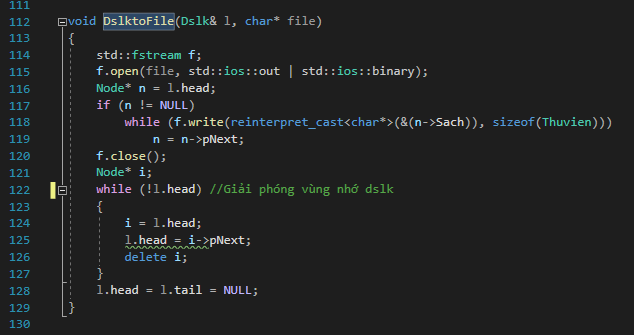 111
112 void DslktoFile(Dslk& l, char* file)
113 {
114 std::fstream f;
115 f.open(file, std::ios::out | std::ios::binary);
116 Node* n = l.head;
117 if (n != NULL)
118 while (f.write(reinterpret_cast<char*>(&(n->Sach)), sizeof(Thuvien)))
119 n = n->pNext;
120 f.close();
121 Node* i;
122 while (!l.head) //Giải phóng vùng nhớ dslk
123 {
124 i = l.head;
125 l.head = i->pNext;
126 delete i;
127 }
128 l.head = l.tail = NULL;
129 }
130